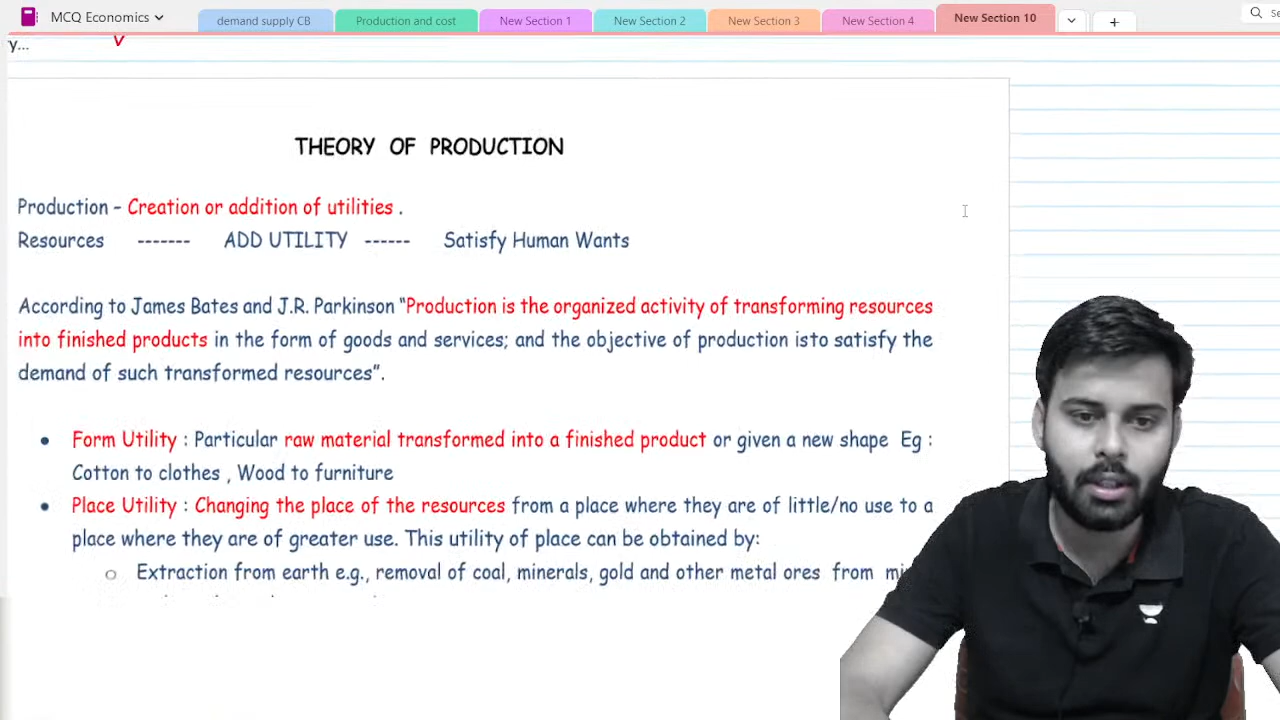 MCQ Economics
demand supply CB
Production and cost
New Section 1
New Section 2
New Section 3
New Section 4
New Section 10
y...
THEORY OF PRODUCTION
Production – Creation or addition of utilities .
Resources ------- ADD UTILITY ------ Satisfy Human Wants
According to James Bates and J.R. Parkinson “Production is the organized activity of transforming resources
into finished products in the form of goods and services; and the objective of production isto satisfy the
demand of such transformed resources”.
• Form Utility : Particular raw material transformed into a finished product or given a new shape Eg :
Cotton to clothes , Wood to furniture
• Place Utility : Changing the place of the resources from a place where they are of little/no use to a
place where they are of greater use. This utility of place can be obtained by:
o Extraction from earth e.g., removal of coal, minerals, gold and other metal ores from